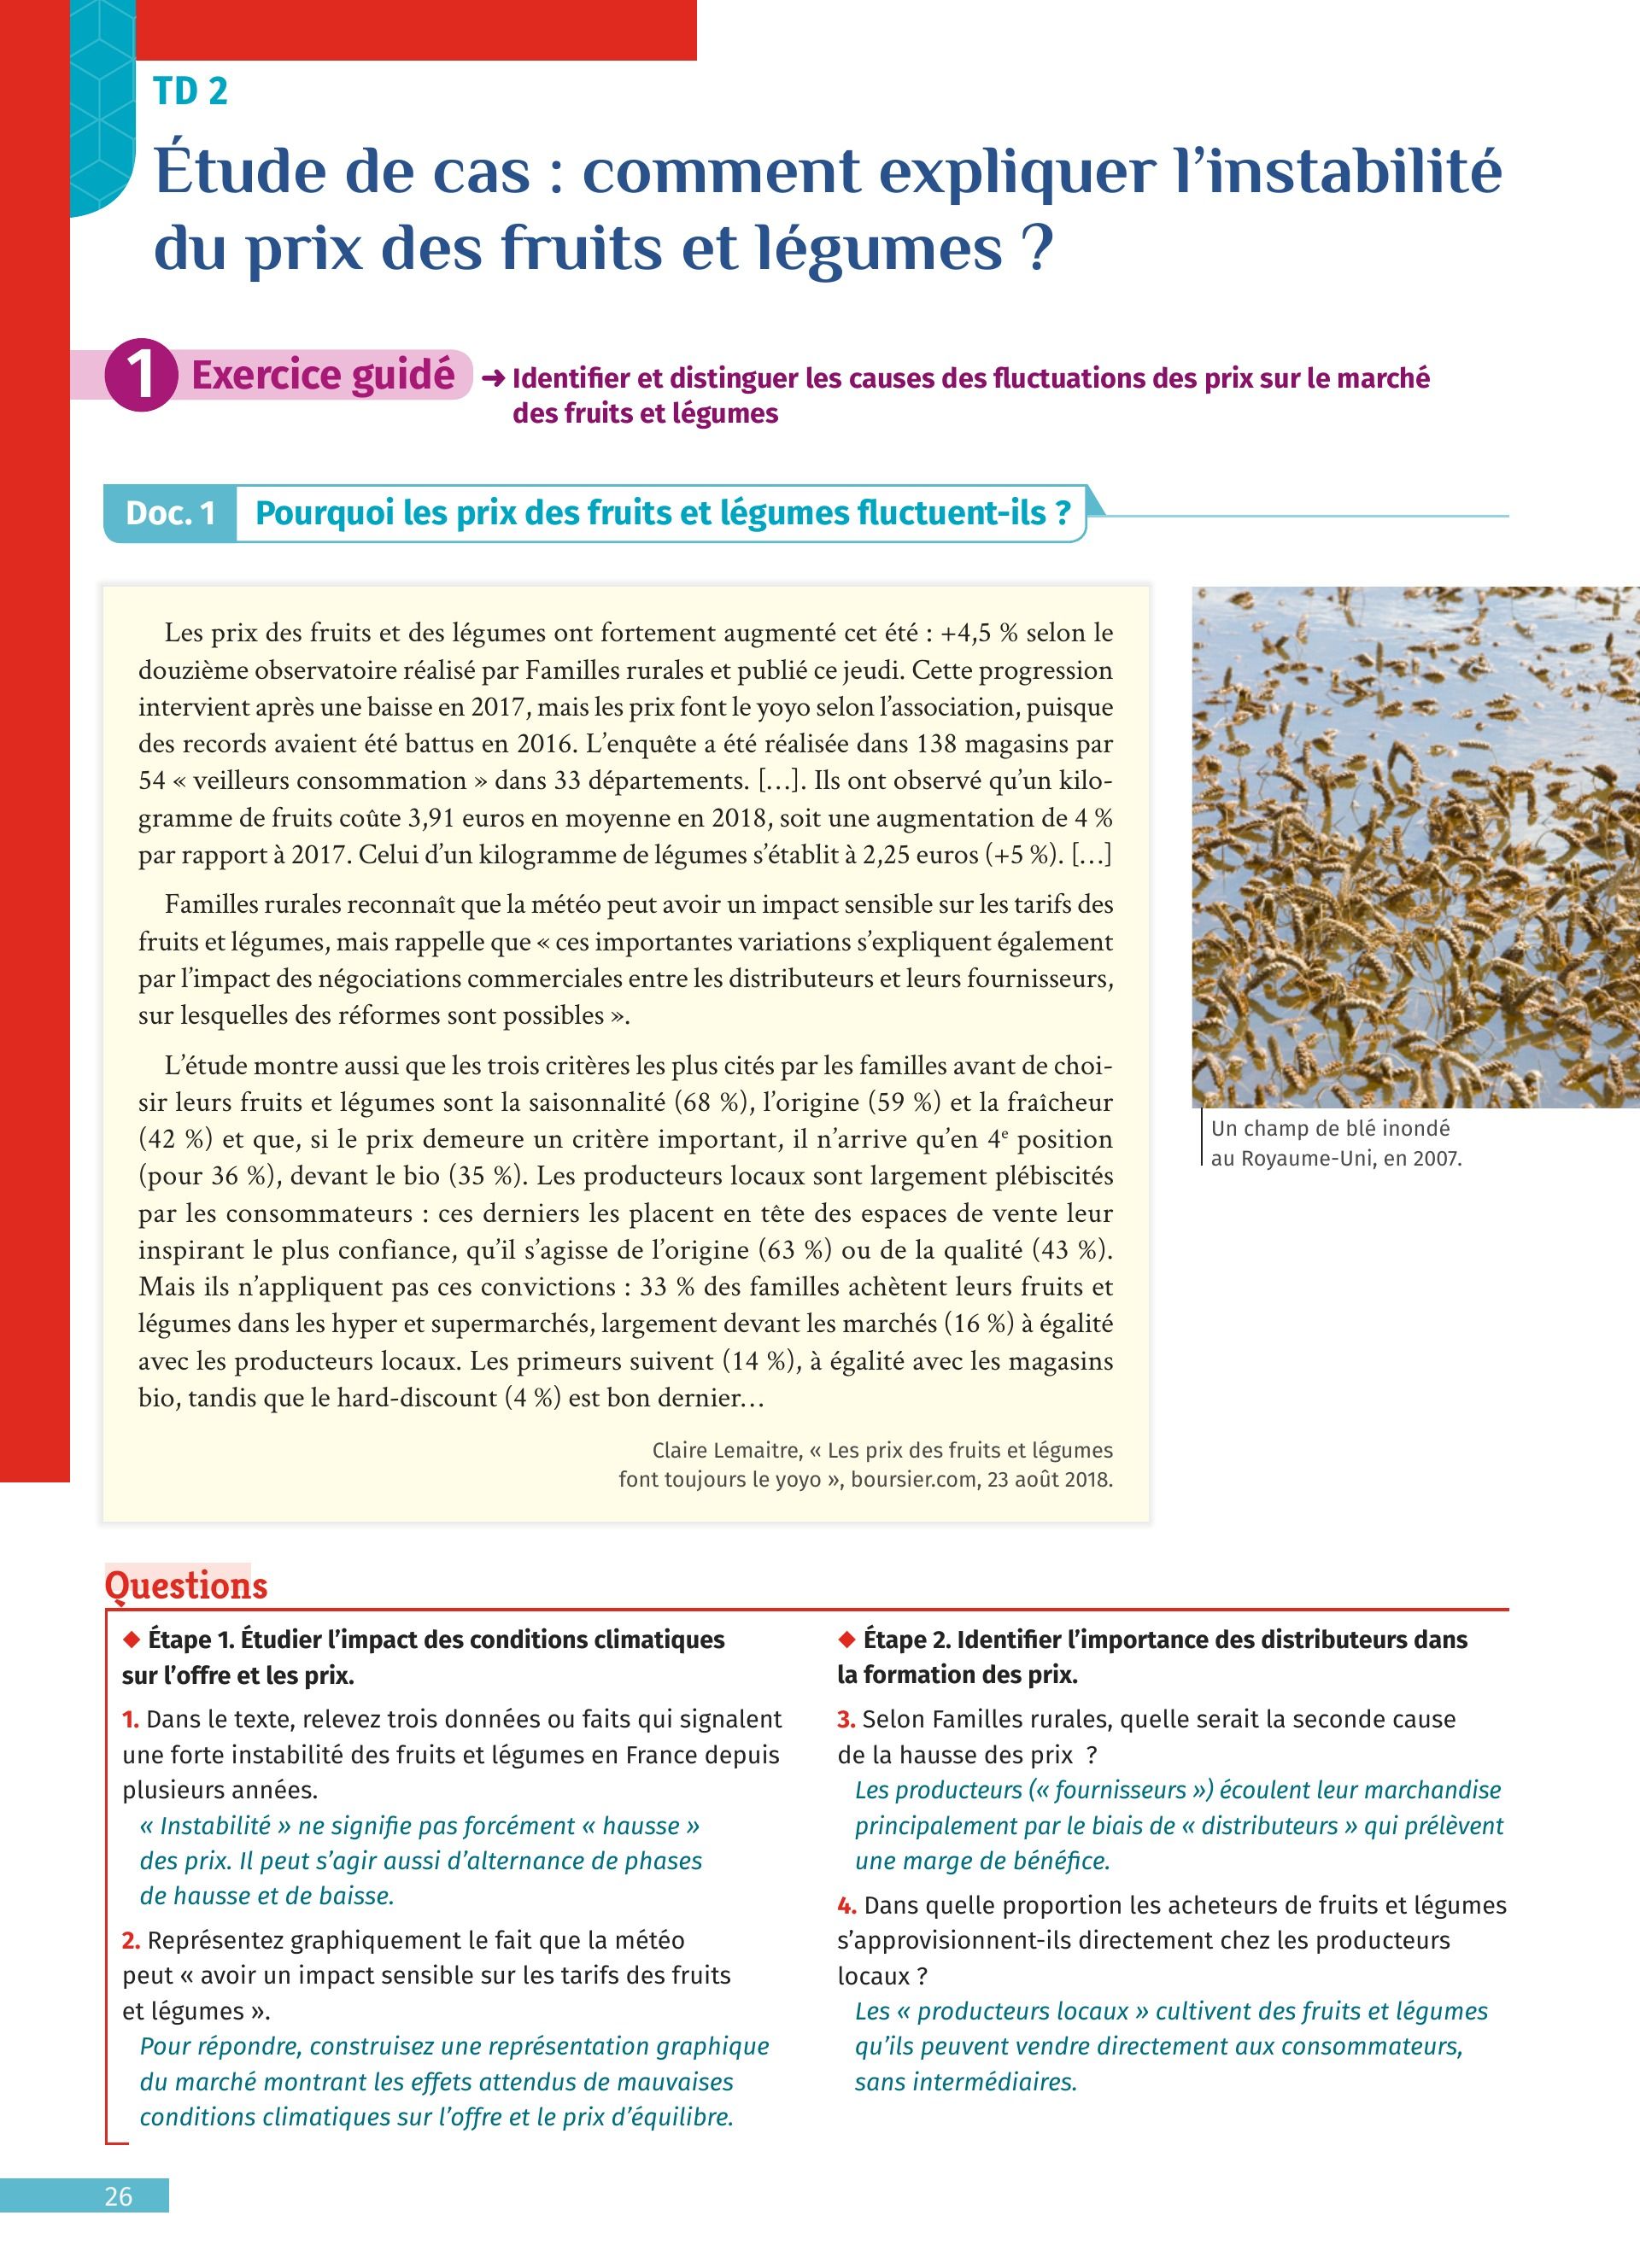 TD 2
Étude de cas : comment expliquer l’instabilité
du prix des fruits et légumes ?
1 Exercice guidé ➜ Identifier et distinguer les causes des fluctuations des prix sur le marché
des fruits et légumes
Doc. 1 Pourquoi les prix des fruits et légumes fluctuent-ils ?
Les prix des fruits et des légumes ont fortement augmenté cet été : +4,5 % selon le
douzième observatoire réalisé par Familles rurales et publié ce jeudi. Cette progression
intervient après une baisse en 2017, mais les prix font le yoyo selon l’association, puisque
des records avaient été battus en 2016. L’enquête a été réalisée dans 138 magasins par
54 « veilleurs consommation » dans 33 départements. […]. Ils ont observé qu’un kilo-
gramme de fruits coûte 3,91 euros en moyenne en 2018, soit une augmentation de 4 %
par rapport à 2017. Celui d’un kilogramme de légumes s’établit à 2,25 euros (+5 %). […]
Familles rurales reconnaît que la météo peut avoir un impact sensible sur les tarifs des
fruits et légumes, mais rappelle que « ces importantes variations s’expliquent également
par l’impact des négociations commerciales entre les distributeurs et leurs fournisseurs,
sur lesquelles des réformes sont possibles ».
L’étude montre aussi que les trois critères les plus cités par les familles avant de choi-
sir leurs fruits et légumes sont la saisonnalité (68 %), l’origine (59 %) et la fraîcheur
(42 %) et que, si le prix demeure un critère important, il n’arrive qu’en 4e position
(pour 36 %), devant le bio (35 %). Les producteurs locaux sont largement plébiscités
par les consommateurs : ces derniers les placent en tête des espaces de vente leur
inspirant le plus confiance, qu’il s’agisse de l’origine (63 %) ou de la qualité (43 %).
Mais ils n’appliquent pas ces convictions : 33 % des familles achètent leurs fruits et
légumes dans les hyper et supermarchés, largement devant les marchés (16 %) à égalité
avec les producteurs locaux. Les primeurs suivent (14 %), à égalité avec les magasins
bio, tandis que le hard-discount (4 %) est bon dernier…
Claire Lemaitre, « Les prix des fruits et légumes
font toujours le yoyo », boursier.com, 23 août 2018.
Un champ de blé inondé
au Royaume-Uni, en 2007.
Questions
◆ Étape 1. Étudier l’impact des conditions climatiques
sur l’offre et les prix.
1. Dans le texte, relevez trois données ou faits qui signalent
une forte instabilité des fruits et légumes en France depuis
plusieurs années.
« Instabilité » ne signifie pas forcément « hausse »
des prix. Il peut s’agir aussi d’alternance de phases
de hausse et de baisse.
2. Représentez graphiquement le fait que la météo
peut « avoir un impact sensible sur les tarifs des fruits
et légumes ».
Pour répondre, construisez une représentation graphique
du marché montrant les effets attendus de mauvaises
conditions climatiques sur l’offre et le prix d’équilibre.
◆ Étape 2. Identifier l’importance des distributeurs dans
la formation des prix.
3. Selon Familles rurales, quelle serait la seconde cause
de la hausse des prix ?
Les producteurs (« fournisseurs ») écoulent leur marchandise
principalement par le biais de « distributeurs » qui prélèvent
une marge de bénéfice.
4. Dans quelle proportion les acheteurs de fruits et légumes
s’approvisionnent-ils directement chez les producteurs
locaux ?
Les « producteurs locaux » cultivent des fruits et légumes
qu’ils peuvent vendre directement aux consommateurs,
sans intermédiaires.
26